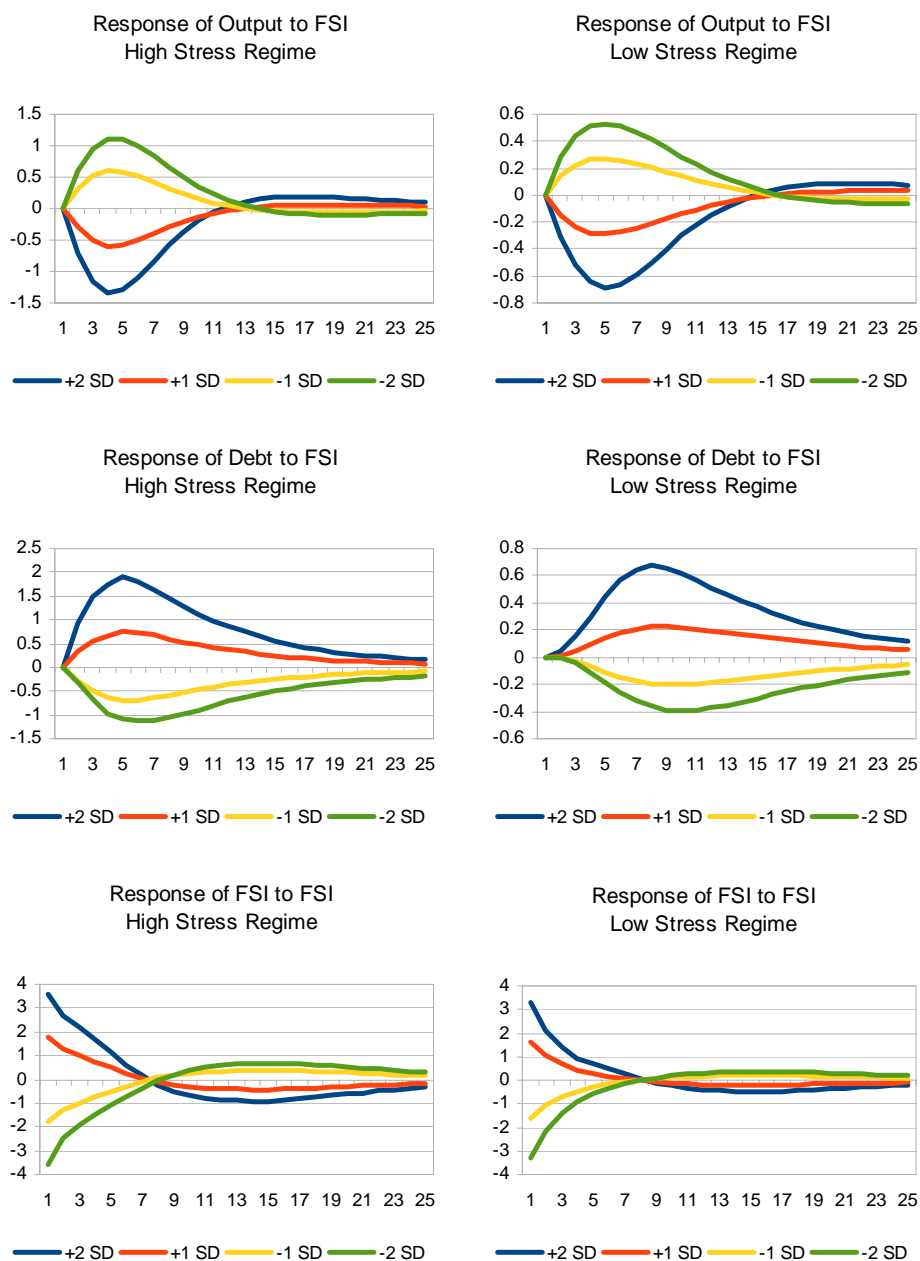 Response of Output to FSI
High Stress Regime
1.5
1
0.5
0
-0.5
-1
-1.5
1 3 5 7 9 11 13 15 17 19 21 23 25
+2 SD +1 SD -1 SD -2 SD
Response of Output to FSI
Low Stress Regime
0.6
0.4
0.2
0
-0.2
-0.4
-0.6
-0.8
1 3 5 7 9 11 13 15 17 19 21 23 25
+2 SD +1 SD -1 SD -2 SD
Response of Debt to FSI
High Stress Regime
2.5
2
1.5
1
0.5
0
-0.5
-1
-1.5
1 3 5 7 9 11 13 15 17 19 21 23 25
+2 SD +1 SD -1 SD -2 SD
Response of Debt to FSI
Low Stress Regime
0.8
0.6
0.4
0.2
0
-0.2
-0.4
-0.6
1 3 5 7 9 11 13 15 17 19 21 23 25
+2 SD +1 SD -1 SD -2 SD
Response of FSI to FSI
High Stress Regime
4
3
2
1
0
-1
-2
-3
-4
1 3 5 7 9 11 13 15 17 19 21 23 25
+2 SD +1 SD -1 SD -2 SD
Response of FSI to FSI
Low Stress Regime
4
3
2
1
0
-1
-2
-3
-4
1 3 5 7 9 11 13 15 17 19 21 23 25
+2 SD +1 SD -1 SD -2 SD